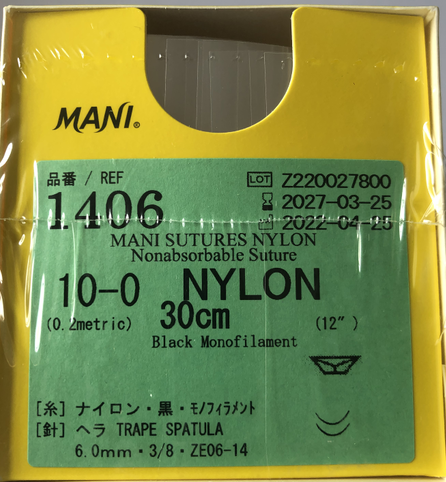 MANI®
品番 / REF
1406
LOT Z220027800
2027-03-25
2022-04-25
MANI SUTURES NYLON
Nonabsorbable Suture
10-0 NYLON
(0.2metric) 30cm (12″)
Black Monofilament
[糸] ナイロン・黒・モノフィラメント
[針] ヘラ TRAPE SPATULA
6.0mm・3/8・ZE06-14